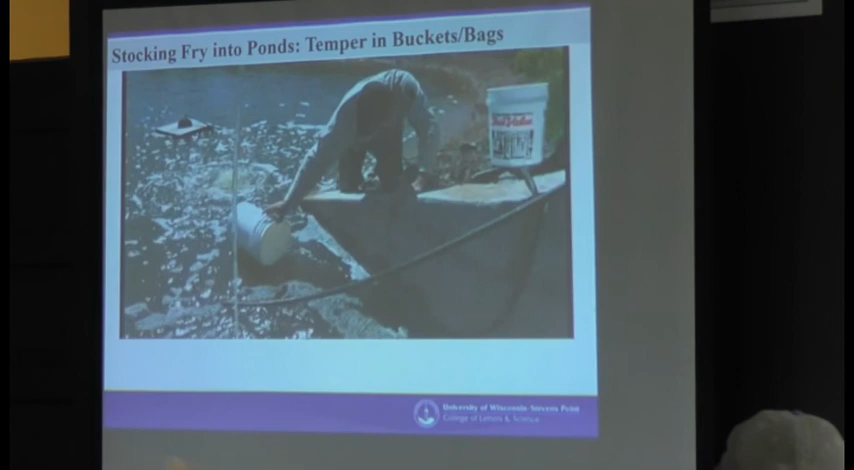 Stocking Fry into Ponds: Temper in Buckets/Bags
University of Wisconsin-Stevens Point
College of Letters & Science